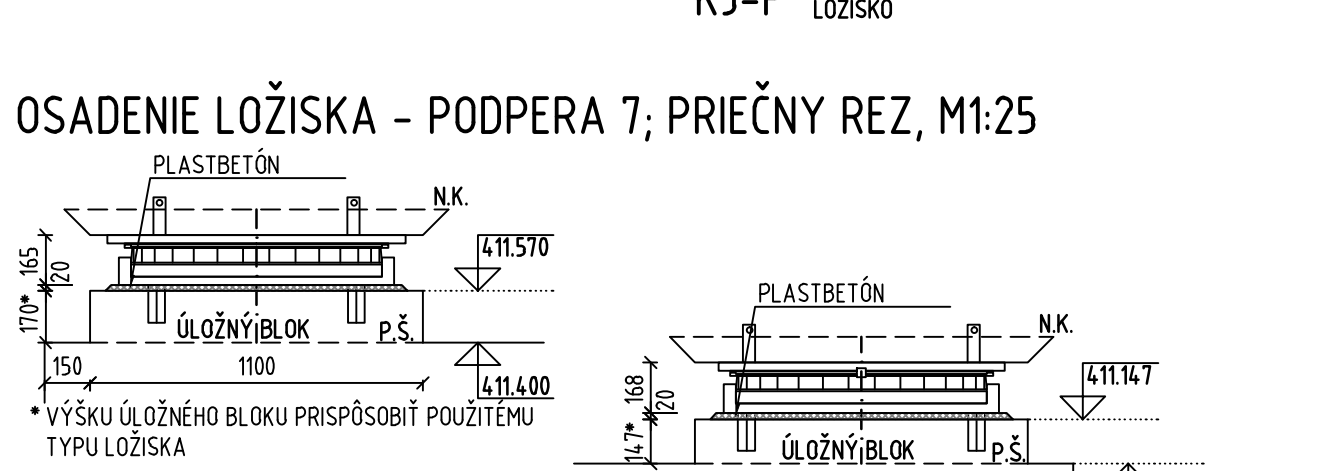 LOŽISKO
OSADENIE LOŽISKA - PODPERA 7; PRIEČNY REZ, M1:25
PLASTBETÓN
N.K.
411.570
165
20
170*
ÚLOŽNÝ BLOK
P.Š.
150
1100
411.400
* VÝŠKU ÚLOŽNÉHO BLOKU PRISPÔSOBIŤ POUŽITÉMU
TYPU LOŽISKA
PLASTBETÓN
N.K.
411.147
168
20
147*
ÚLOŽNÝ BLOK
P.Š.